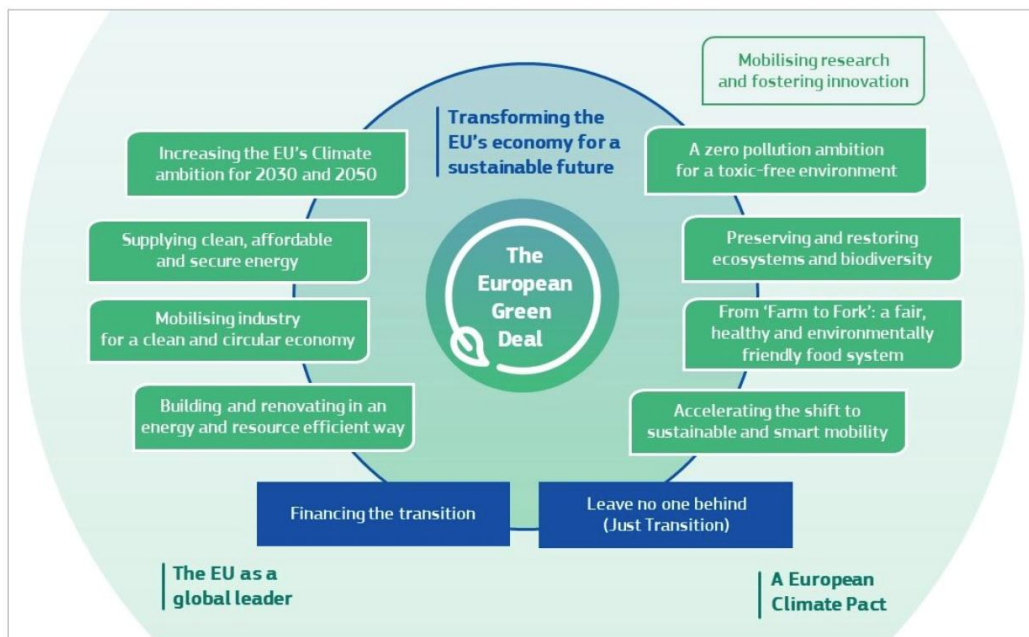 Mobilising research
and fostering innovation
Transforming the
EU's economy for a
sustainable future
Increasing the EU's Climate
ambition for 2030 and 2050
A zero pollution ambition
for a toxic-free environment
Supplying clean, affordable
and secure energy
Preserving and restoring
ecosystems and biodiversity
The
European
Green
Deal
Mobilising industry
for a clean and circular economy
From ‘Farm to Fork’: a fair,
healthy and environmentally
friendly food system
Building and renovating in an
energy and resource efficient way
Accelerating the shift to
sustainable and smart mobility
Financing the transition
Leave no one behind
(Just Transition)
The EU as a
global leader
A European
Climate Pact